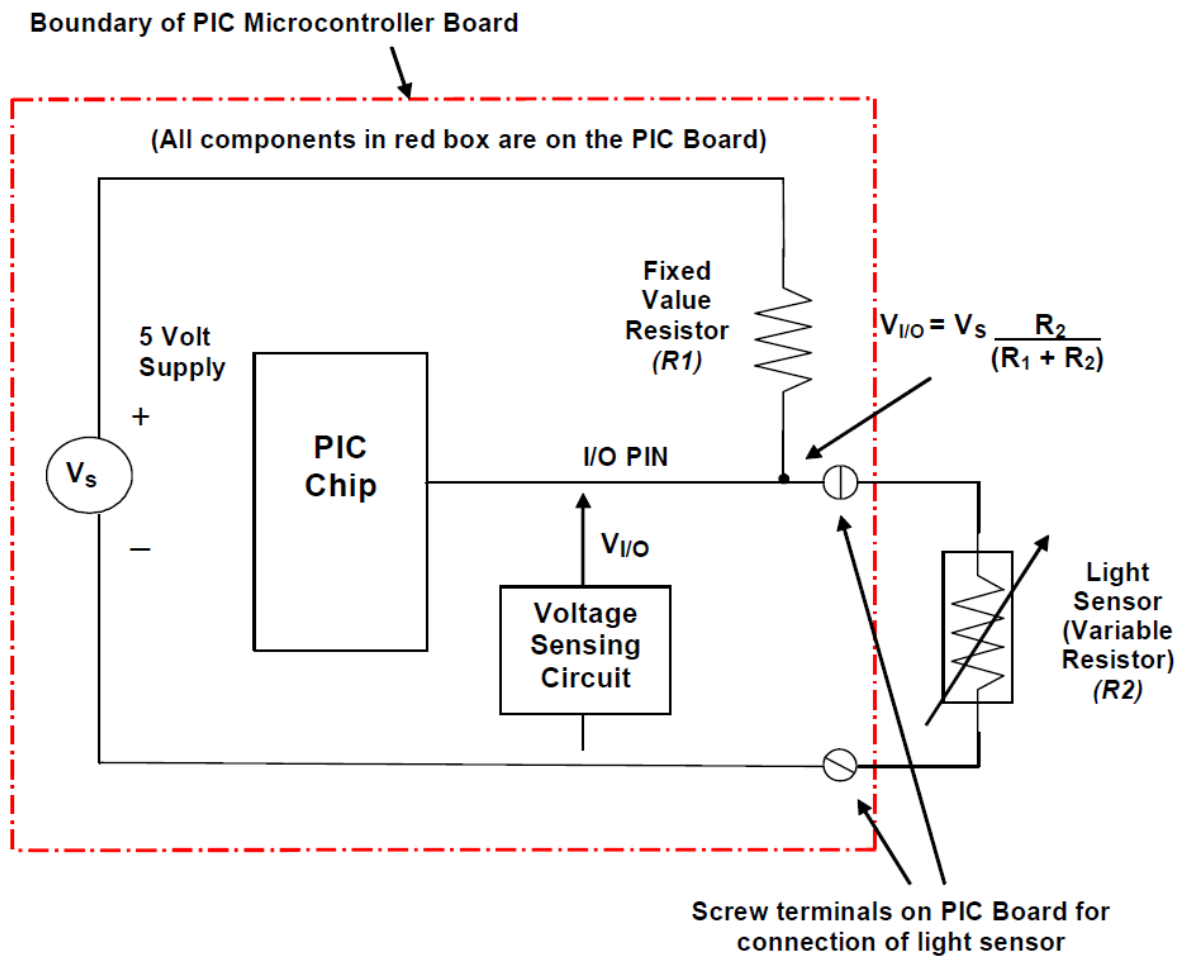 Boundary of PIC Microcontroller Board
(All components in red box are on the PIC Board)
Fixed
Value
Resistor
(R1)
5 Volt
Supply
+
Vs
–
PIC
Chip
I/O PIN
VI/O = Vs R2
(R1 + R2)
VI/O
Voltage
Sensing
Circuit
Light
Sensor
(Variable
Resistor)
(R2)
Screw terminals on PIC Board for
connection of light sensor